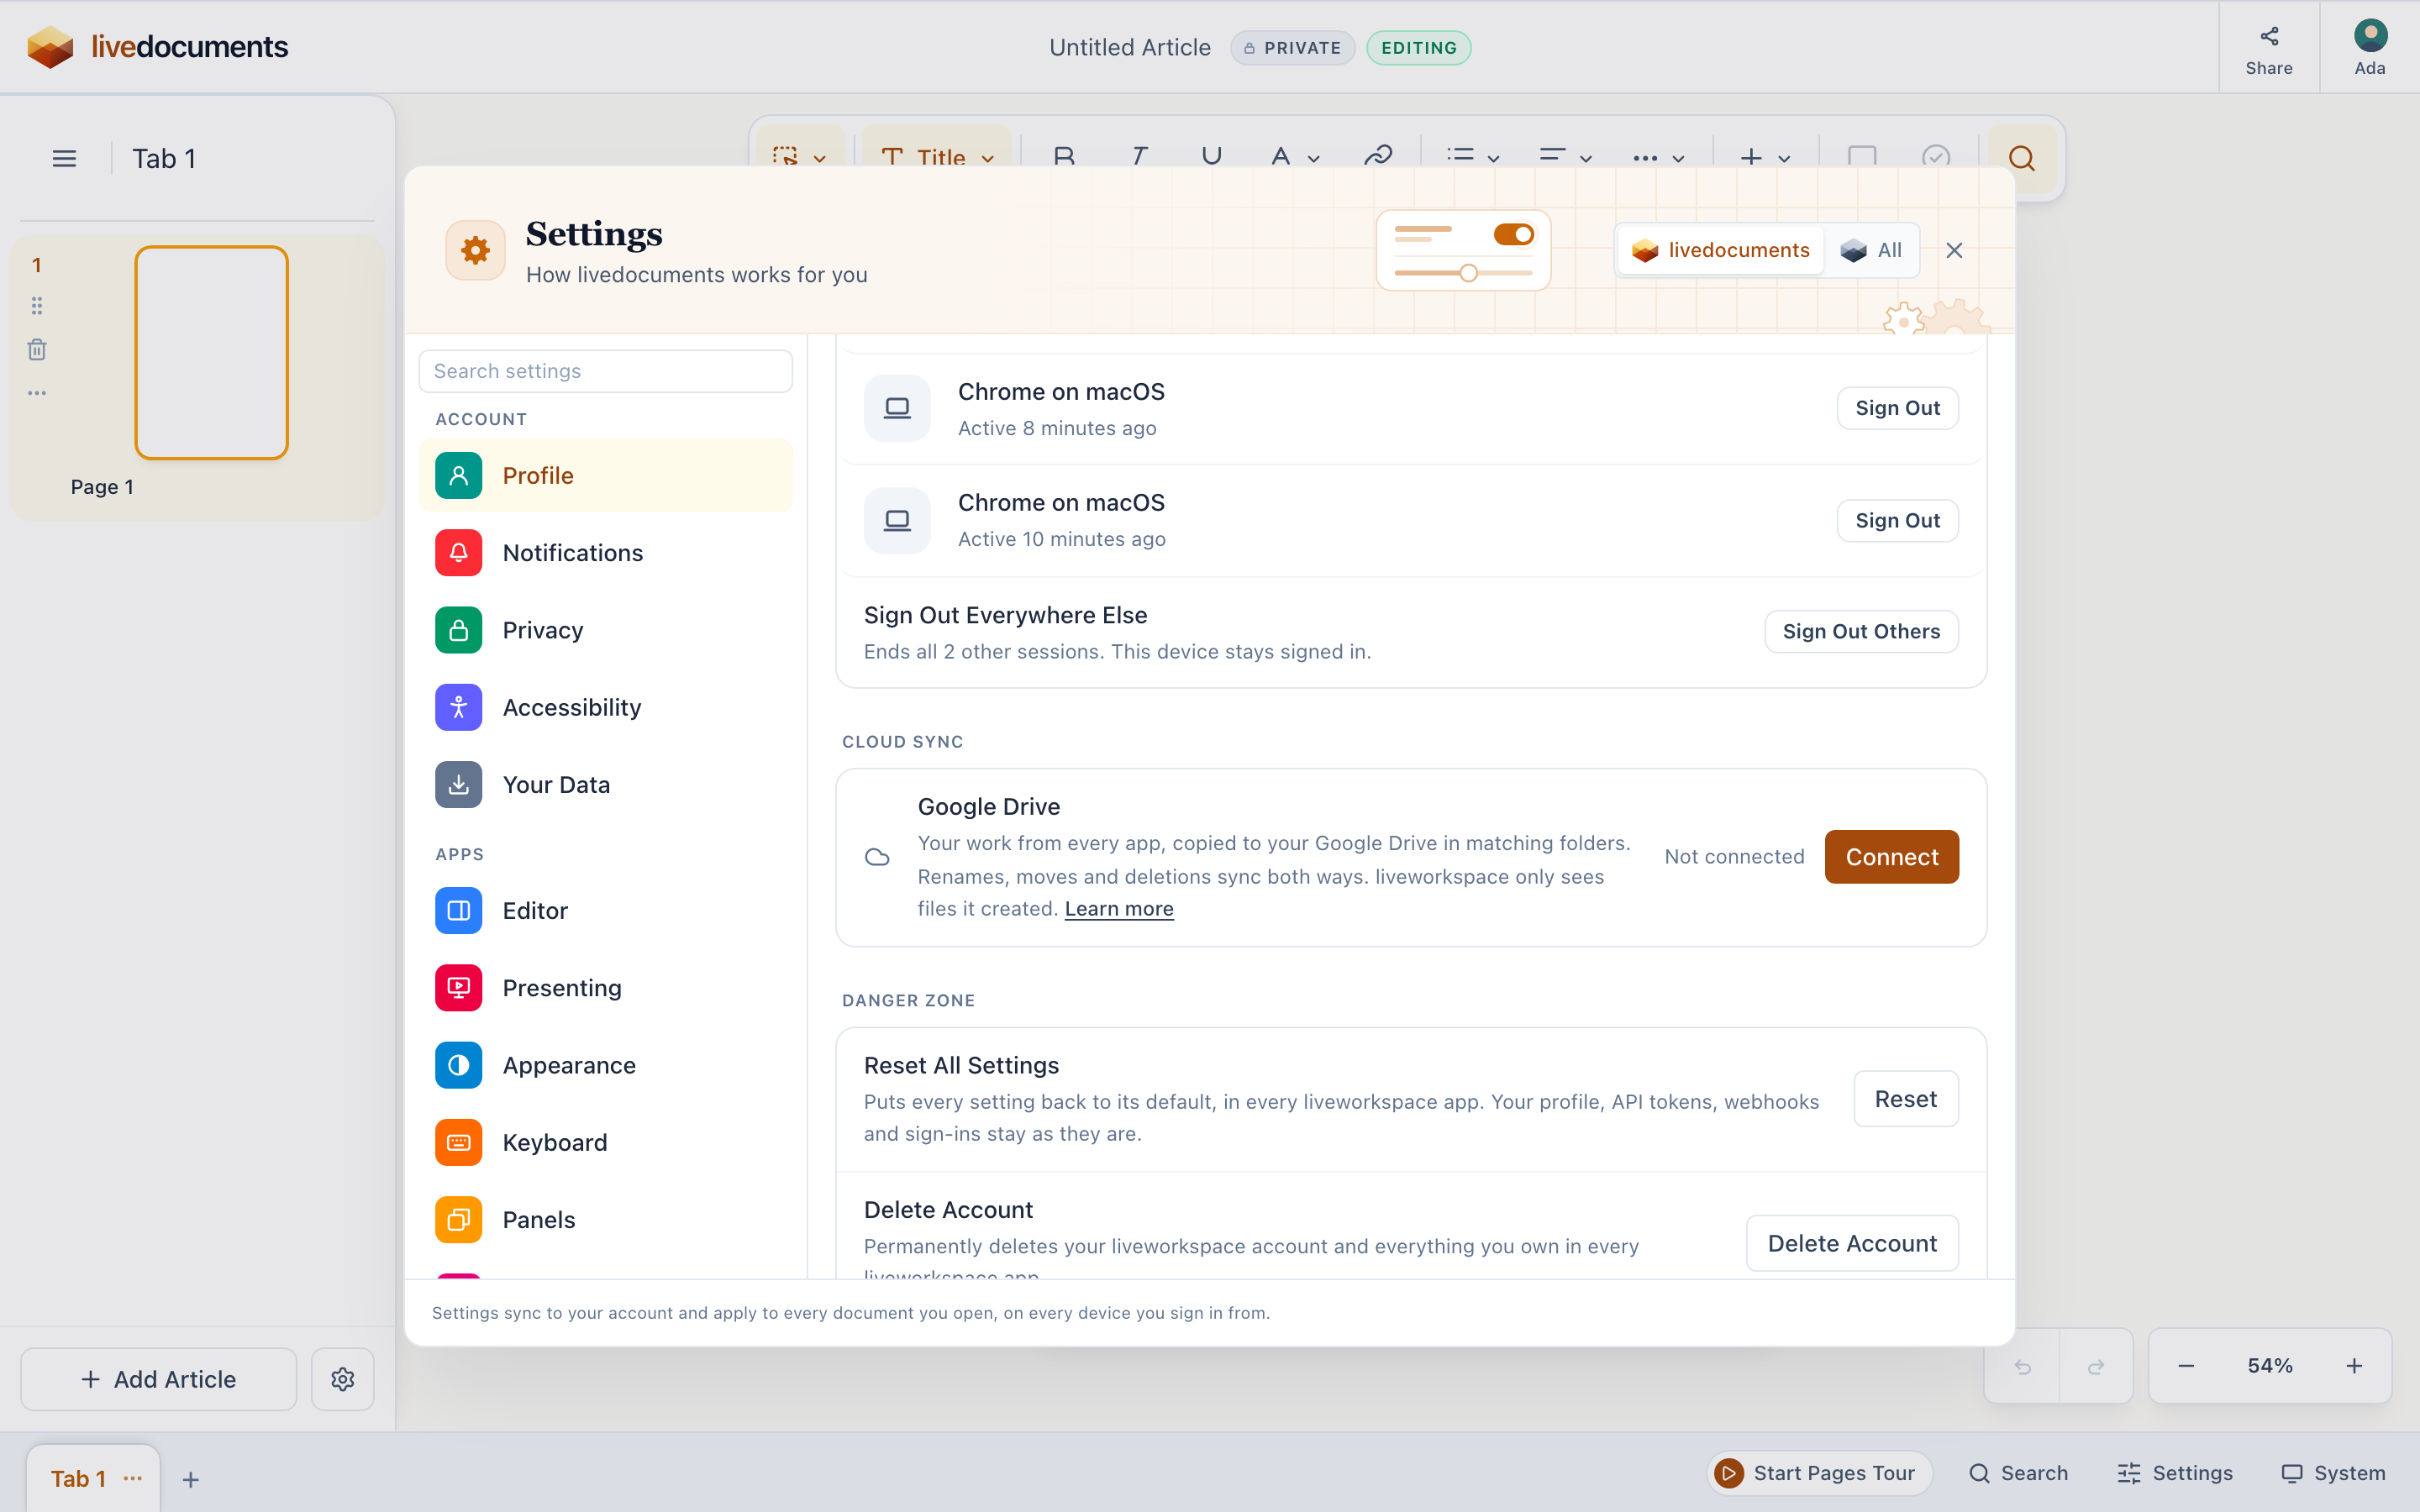 livedocuments
Untitled Article
PRIVATE
EDITING
Share
Ada
Tab 1
Title
1
Page 1
Settings
How livedocuments works for you
livedocuments
All
Search settings
ACCOUNT
Profile
Notifications
Privacy
Accessibility
Your Data
APPS
Editor
Presenting
Appearance
Keyboard
Panels
Chrome on macOS
Active 8 minutes ago
Sign Out
Chrome on macOS
Active 10 minutes ago
Sign Out
Sign Out Everywhere Else
Ends all 2 other sessions. This device stays signed in.
Sign Out Others
CLOUD SYNC
Google Drive
Your work from every app, copied to your Google Drive in matching folders.
Renames, moves and deletions sync both ways. liveworkspace only sees
files it created. Learn more
Not connected
Connect
DANGER ZONE
Reset All Settings
Puts every setting back to its default, in every liveworkspace app. Your profile, API tokens, webhooks
and sign-ins stay as they are.
Reset
Delete Account
Permanently deletes your liveworkspace account and everything you own in every
liveworkspace app.
Delete Account
Settings sync to your account and apply to every document you open, on every device you sign in from.
Add Article
54%
Tab 1
Start Pages Tour
Search
Settings
System